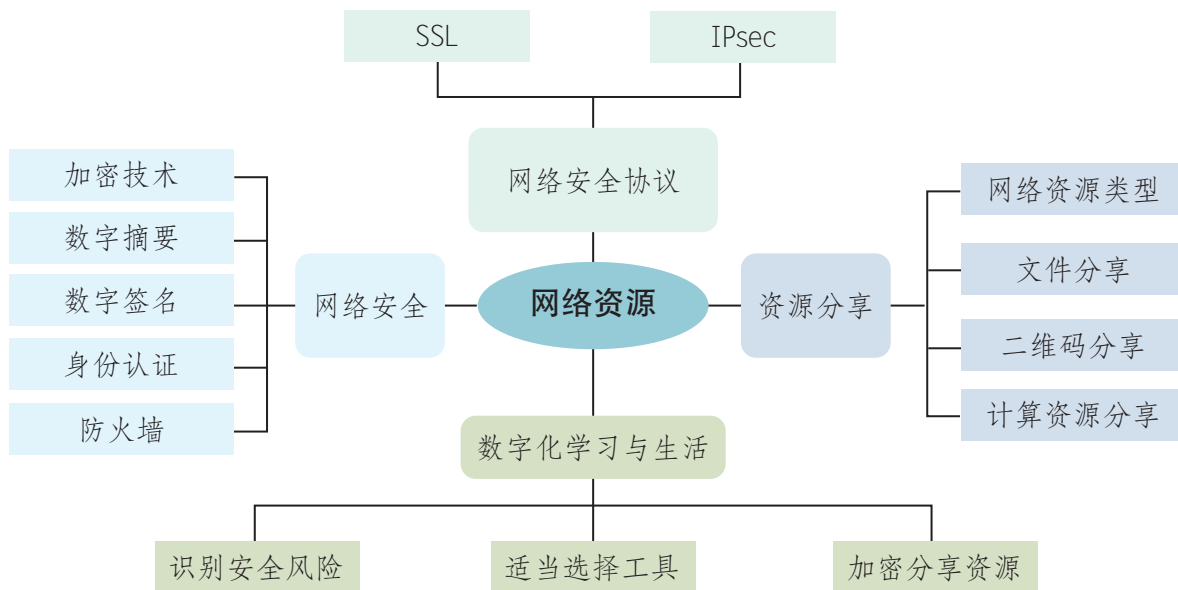 SSL
IPsec
网络安全协议
加密技术
数字摘要
数字签名
身份认证
防火墙
网络安全
网络资源
资源分享
网络资源类型
文件分享
二维码分享
计算资源分享
数字化学习与生活
识别安全风险
适当选择工具
加密分享资源